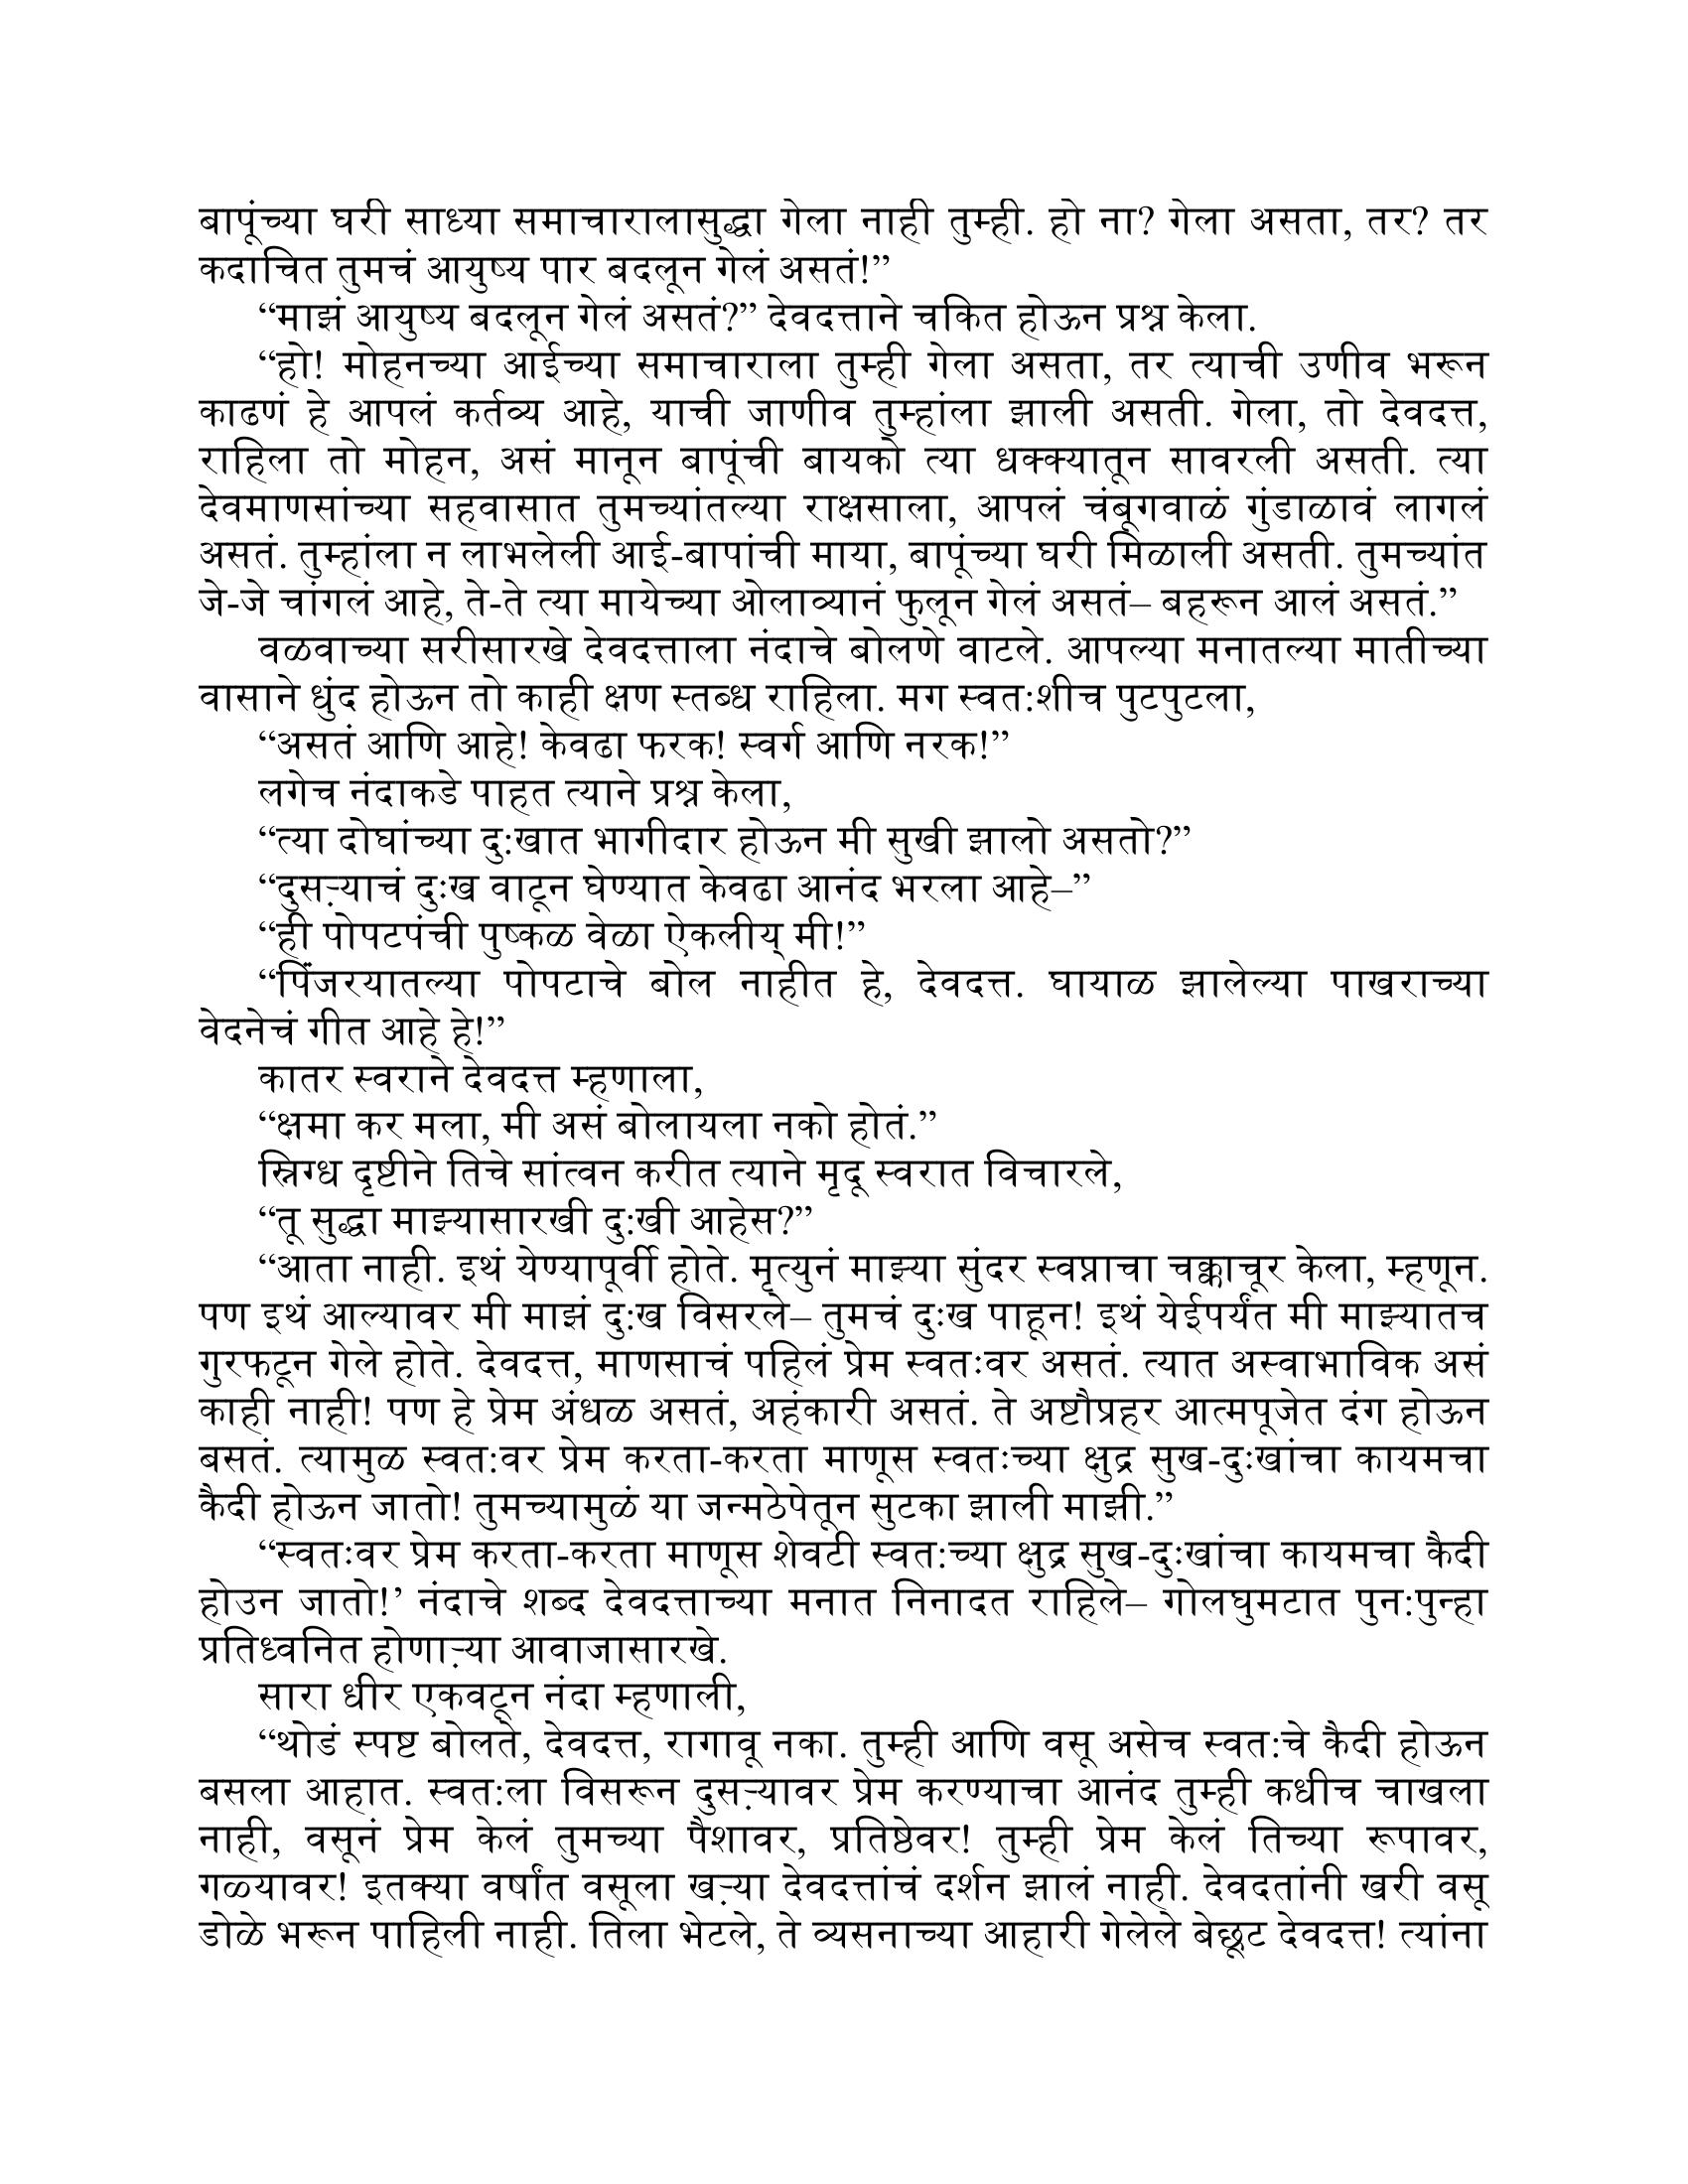 बापूंच्या घरी साध्या समाचारालासुद्धा गेला नाही तुम्ही. हो ना? गेला असता, तर? तर
कदाचित तुमचं आयुष्य पार बदलून गेलं असतं!”
“माझं आयुष्य बदलून गेलं असतं?” देवदत्ताने चकित होऊन प्रश्न केला.
“हो! मोहनच्या आईच्या समाचाराला तुम्ही गेला असता, तर त्याची उणीव भरून
काढणं हे आपलं कर्तव्य आहे, याची जाणीव तुम्हांला झाली असती. गेला, तो देवदत्त,
राहिला तो मोहन, असं मानून बापूंची बायको त्या धक्क्यातून सावरली असती. त्या
देवमाणसांच्या सहवासात तुमच्यांतल्या राक्षसाला, आपलं चंबूगवाळं गुंडाळावं लागलं
असतं. तुम्हांला न लाभलेली आई-बापांची माया, बापूंच्या घरी मिळाली असती. तुमच्यांत
जे-जे चांगलं आहे, ते-ते त्या मायेच्या ओलाव्यानं फुलून गेलं असतं– बहरून आलं असतं.”
वळवाच्या सरीसारखे देवदत्ताला नंदाचे बोलणे वाटले. आपल्या मनातल्या मातीच्या
वासाने धुंद होऊन तो काही क्षण स्तब्ध राहिला. मग स्वत:शीच पुटपुटला,
“असतं आणि आहे! केवढा फरक! स्वर्ग आणि नरक!”
लगेच नंदाकडे पाहत त्याने प्रश्न केला,
“त्या दोघांच्या दु:खात भागीदार होऊन मी सुखी झालो असतो?”
“दुसऱ्याचं दुःख वाटून घेण्यात केवढा आनंद भरला आहे–”
“ही पोपटपंची पुष्कळ वेळा ऐकलीय् मी!”
“पिंजरयातल्या पोपटाचे बोल नाहीत हे, देवदत्त. घायाळ झालेल्या पाखराच्या
वेदनेचं गीत आहे हे!”
कातर स्वराने देवदत्त म्हणाला,
“क्षमा कर मला, मी असं बोलायला नको होतं.”
स्निग्ध दृष्टीने तिचे सांत्वन करीत त्याने मृदू स्वरात विचारले,
“तू सुद्धा माझ्यासारखी दु:खी आहेस?”
“आता नाही. इथं येण्यापूर्वी होते. मृत्युनं माझ्या सुंदर स्वप्नाचा चक्काचूर केला, म्हणून.
पण इथं आल्यावर मी माझं दु:ख विसरले– तुमचं दुःख पाहून! इथं येईपर्यंत मी माझ्यातच
गुरफटून गेले होते. देवदत्त, माणसाचं पहिलं प्रेम स्वतःवर असतं. त्यात अस्वाभाविक असं
काही नाही! पण हे प्रेम अंधळ असतं, अहंकारी असतं. ते अष्टौप्रहर आत्मपूजेत दंग होऊन
बसतं. त्यामुळ स्वत:वर प्रेम करता-करता माणूस स्वतःच्या क्षुद्र सुख-दुःखांचा कायमचा
कैदी होऊन जातो! तुमच्यामुळं या जन्मठेपेतून सुटका झाली माझी.”
“स्वतःवर प्रेम करता-करता माणूस शेवटी स्वत:च्या क्षुद्र सुख-दुःखांचा कायमचा कैदी
होउन जातो!’ नंदाचे शब्द देवदत्ताच्या मनात निनादत राहिले– गोलघुमटात पुन:पुन्हा
प्रतिध्वनित होणाऱ्या आवाजासारखे.
सारा धीर एकवटून नंदा म्हणाली,
“थोडं स्पष्ट बोलते, देवदत्त, रागावू नका. तुम्ही आणि वसू असेच स्वत:चे कैदी होऊन
बसला आहात. स्वत:ला विसरून दुसऱ्यावर प्रेम करण्याचा आनंद तुम्ही कधीच चाखला
नाही, वसूनं प्रेम केलं तुमच्या पैशावर, प्रतिष्ठेवर! तुम्ही प्रेम केलं तिच्या रूपावर,
गळ्यावर! इतक्या वर्षांत वसूला खऱ्या देवदत्तांचं दर्शन झालं नाही. देवदतांनी खरी वसू
डोळे भरून पाहिली नाही. तिला भेटले, ते व्यसनाच्या आहारी गेलेले बेछूट देवदत्त! त्यांना